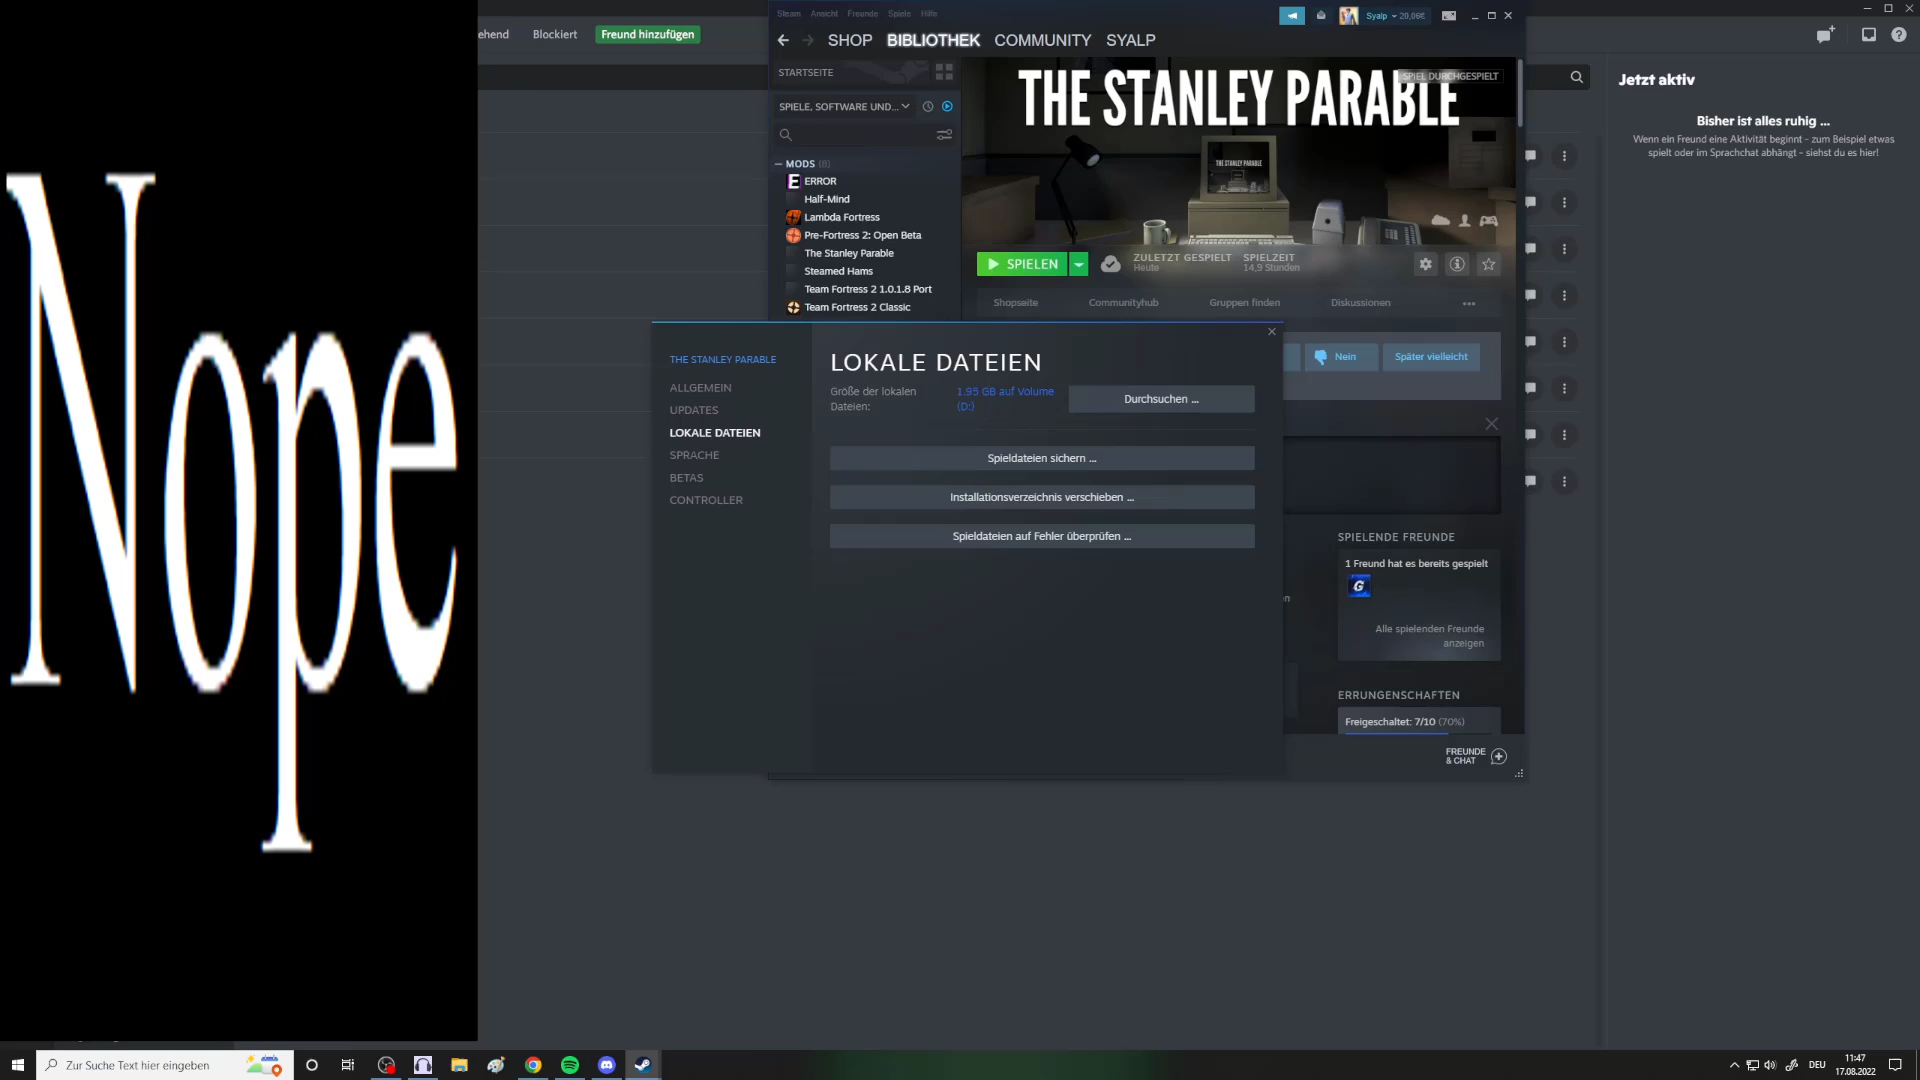 Nope
ehend
Blockiert
Freund hinzufügen
Steam Ansicht Freunde Spiele Hilfe
Syalp 20,06€
SHOP BIBLIOTHEK COMMUNITY SYALP
STARTSEITE
SPIELE, SOFTWARE UND...
MODS (8)
ERROR
Half-Mind
Lambda Fortress
Pre-Fortress 2: Open Beta
The Stanley Parable
Steamed Hams
Team Fortress 2 1.0.1.8 Port
Team Fortress 2 Classic
THE STANLEY PARABLE
SPIEL DURCHGESPIELT
THE STANLEY PARABLE
SPIELEN
ZULETZT GESPIELT
Heute
SPIELZEIT
14,9 Stunden
Shopseite Communityhub Gruppen finden Diskussionen
Nein
Später vielleicht
THE STANLEY PARABLE
ALLGEMEIN
UPDATES
LOKALE DATEIEN
SPRACHE
BETAS
CONTROLLER
LOKALE DATEIEN
Größe der lokalen
Dateien:
1.95 GB auf Volume
(D:)
Durchsuchen ...
Spieldateien sichern ...
Installationsverzeichnis verschieben ...
Spieldateien auf Fehler überprüfen ...
en
SPIELENDE FREUNDE
1 Freund hat es bereits gespielt
G
Alle spielenden Freunde
anzeigen
ERRUNGENSCHAFTEN
Freigeschaltet: 7/10 (70%)
FREUNDE
& CHAT
Jetzt aktiv
Bisher ist alles ruhig ...
Wenn ein Freund eine Aktivität beginnt – zum Beispiel etwas
spielt oder im Sprachchat abhängt – siehst du es hier!
Zur Suche Text hier eingeben
DEU
11:47
17.08.2022